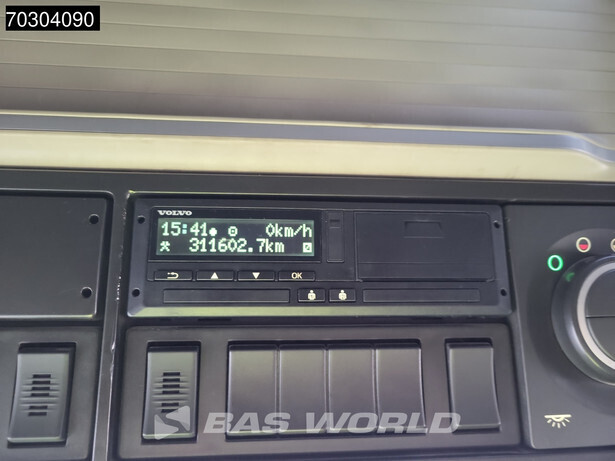 70304090
VOLVO
15:41 0km/h
311602.7km
OK
BAS WORLD